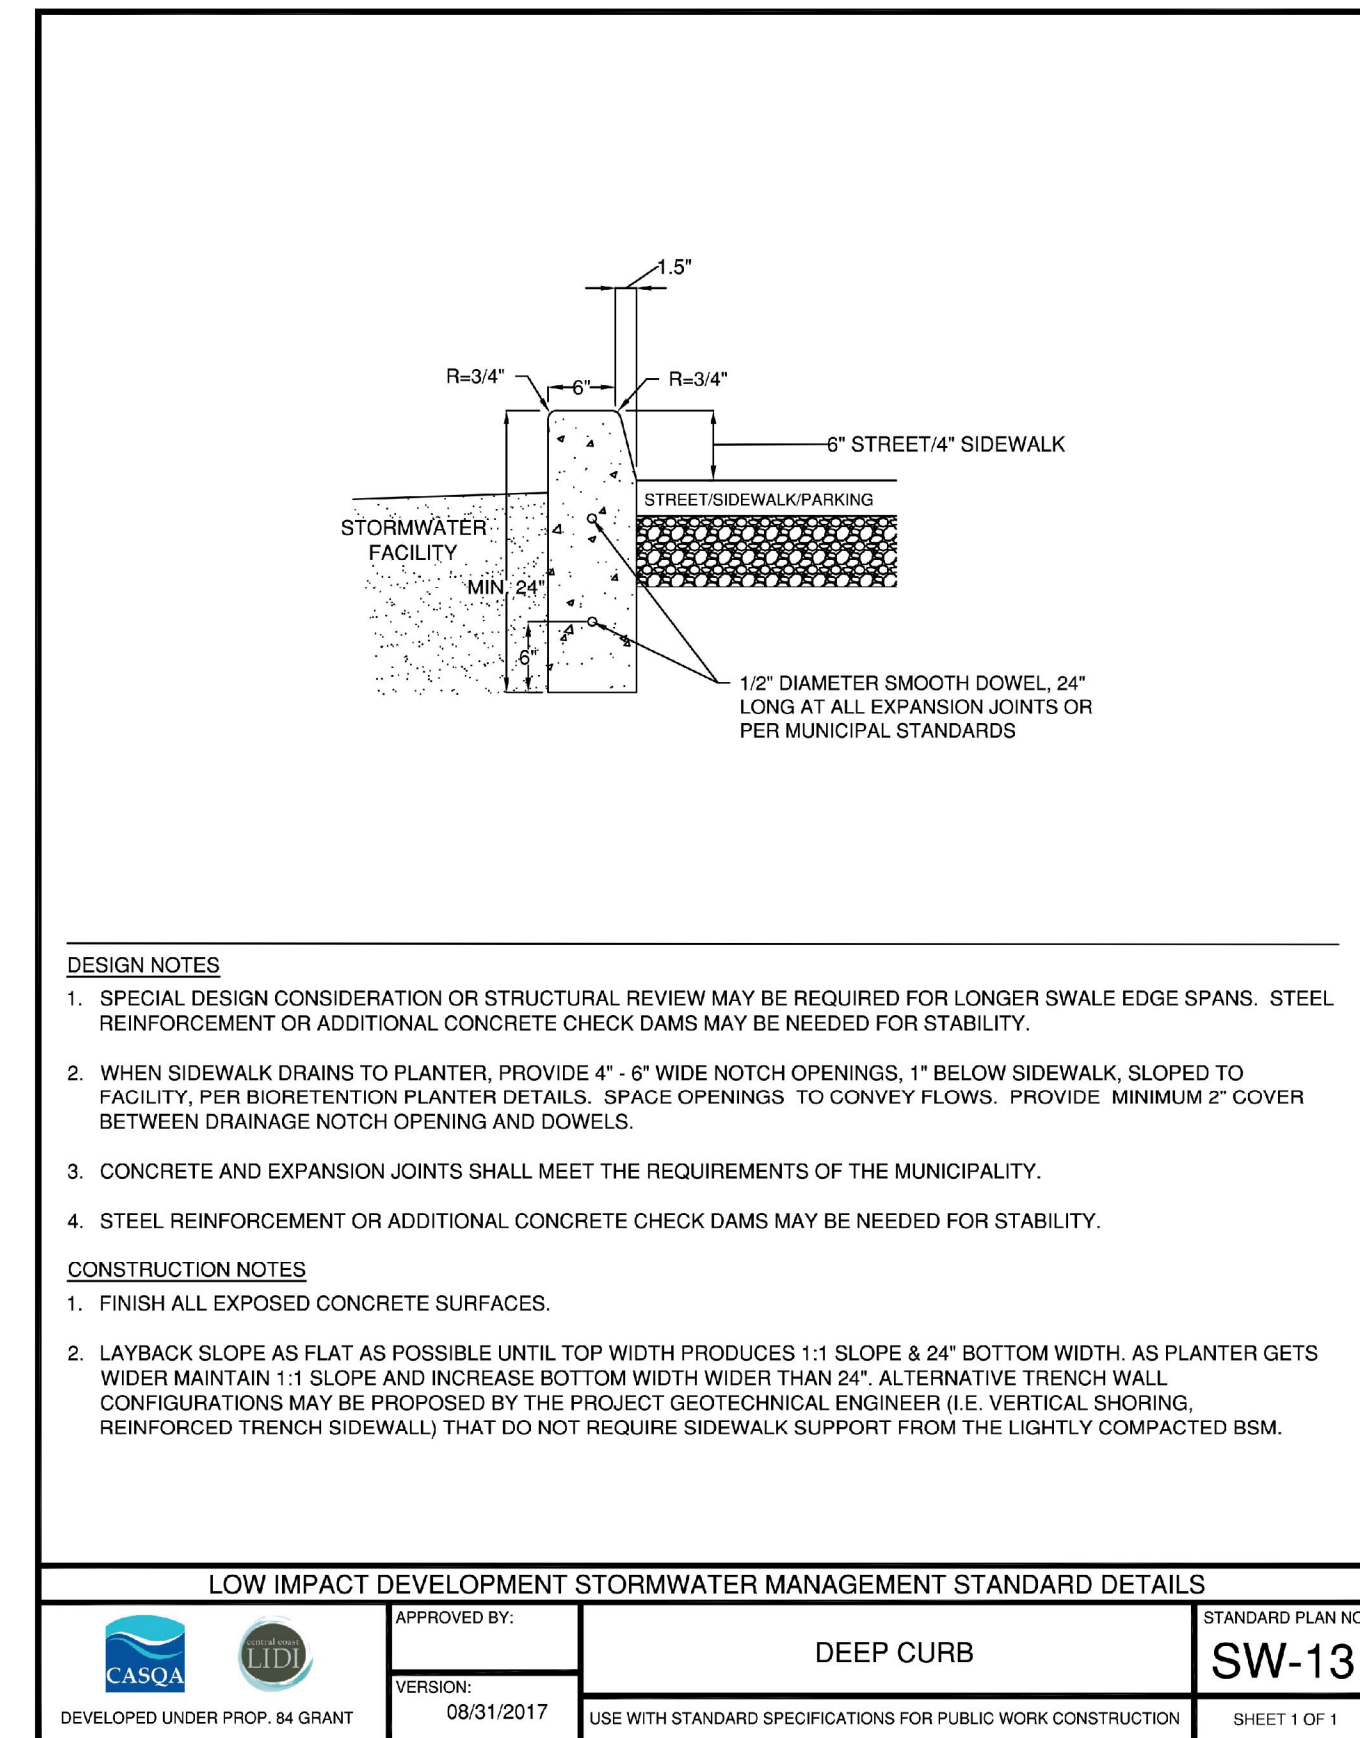 1.5"
R=3/4"
6"
R=3/4"
6" STREET/4" SIDEWALK
STREET/SIDEWALK/PARKING
STORMWATER
FACILITY
MIN. 24"
6"
1/2" DIAMETER SMOOTH DOWEL, 24"
LONG AT ALL EXPANSION JOINTS OR
PER MUNICIPAL STANDARDS
DESIGN NOTES
1. SPECIAL DESIGN CONSIDERATION OR STRUCTURAL REVIEW MAY BE REQUIRED FOR LONGER SWALE EDGE SPANS. STEEL
REINFORCEMENT OR ADDITIONAL CONCRETE CHECK DAMS MAY BE NEEDED FOR STABILITY.
2. WHEN SIDEWALK DRAINS TO PLANTER, PROVIDE 4" - 6" WIDE NOTCH OPENINGS, 1" BELOW SIDEWALK, SLOPED TO
FACILITY, PER BIORETENTION PLANTER DETAILS. SPACE OPENINGS TO CONVEY FLOWS. PROVIDE MINIMUM 2" COVER
BETWEEN DRAINAGE NOTCH OPENING AND DOWELS.
3. CONCRETE AND EXPANSION JOINTS SHALL MEET THE REQUIREMENTS OF THE MUNICIPALITY.
4. STEEL REINFORCEMENT OR ADDITIONAL CONCRETE CHECK DAMS MAY BE NEEDED FOR STABILITY.
CONSTRUCTION NOTES
1. FINISH ALL EXPOSED CONCRETE SURFACES.
2. LAYBACK SLOPE AS FLAT AS POSSIBLE UNTIL TOP WIDTH PRODUCES 1:1 SLOPE & 24" BOTTOM WIDTH. AS PLANTER GETS
WIDER MAINTAIN 1:1 SLOPE AND INCREASE BOTTOM WIDTH WIDER THAN 24". ALTERNATIVE TRENCH WALL
CONFIGURATIONS MAY BE PROPOSED BY THE PROJECT GEOTECHNICAL ENGINEER (I.E. VERTICAL SHORING,
REINFORCED TRENCH SIDEWALL) THAT DO NOT REQUIRE SIDEWALK SUPPORT FROM THE LIGHTLY COMPACTED BSM.
LOW IMPACT DEVELOPMENT STORMWATER MANAGEMENT STANDARD DETAILS
CASQA
central coast
LIDI
DEVELOPED UNDER PROP. 84 GRANT
APPROVED BY:
VERSION:
08/31/2017
DEEP CURB
USE WITH STANDARD SPECIFICATIONS FOR PUBLIC WORK CONSTRUCTION
STANDARD PLAN NO
SW-13
SHEET 1 OF 1